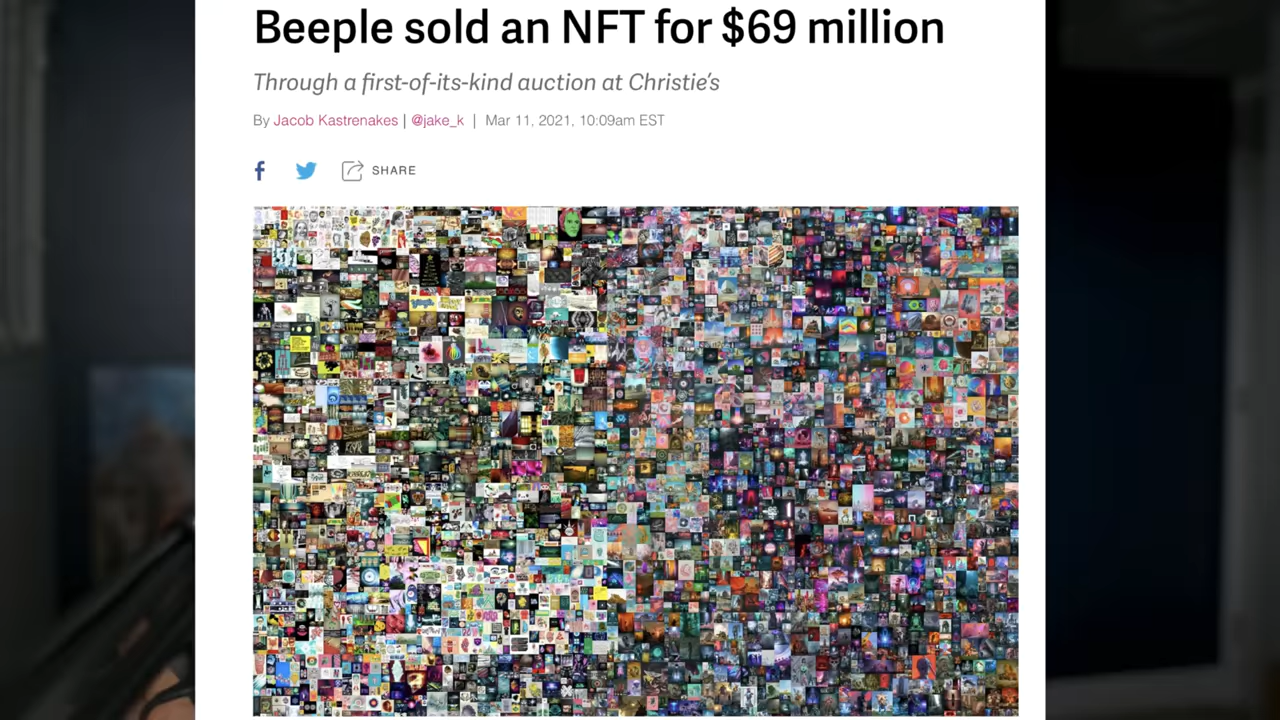 Beeple sold an NFT for $69 million
Through a first-of-its-kind auction at Christie's
By Jacob Kastrenakes | @jake_k | Mar 11, 2021, 10:09am EST
SHARE